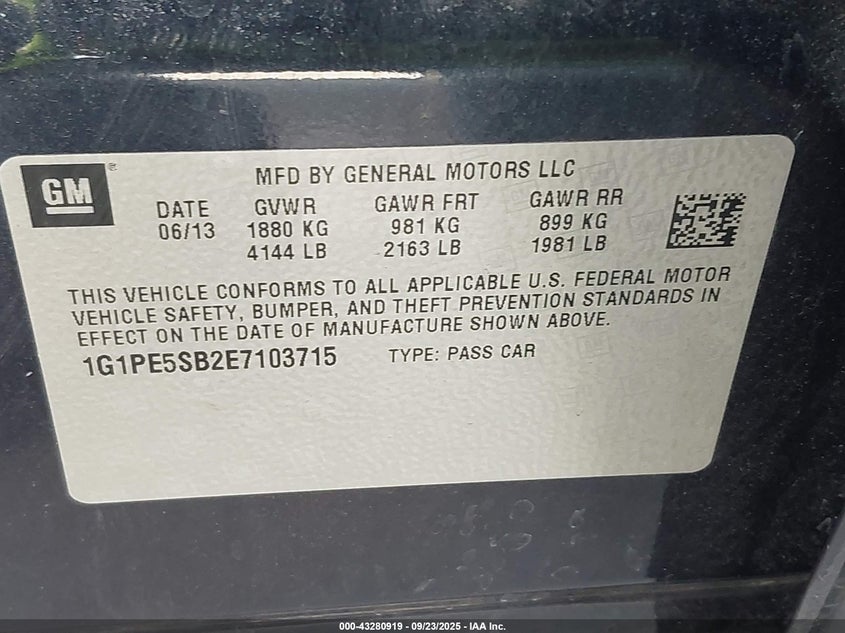 GM®
MFD BY GENERAL MOTORS LLC
DATE GVWR GAWR FRT GAWR RR
06/13 1880 KG 981 KG 899 KG
4144 LB 2163 LB 1981 LB
THIS VEHICLE CONFORMS TO ALL APPLICABLE U.S. FEDERAL MOTOR
VEHICLE SAFETY, BUMPER, AND THEFT PREVENTION STANDARDS IN
EFFECT ON THE DATE OF MANUFACTURE SHOWN ABOVE.
1G1PE5SB2E7103715 TYPE: PASS CAR
000-43280919 - 09/23/2025 - IAA Inc.